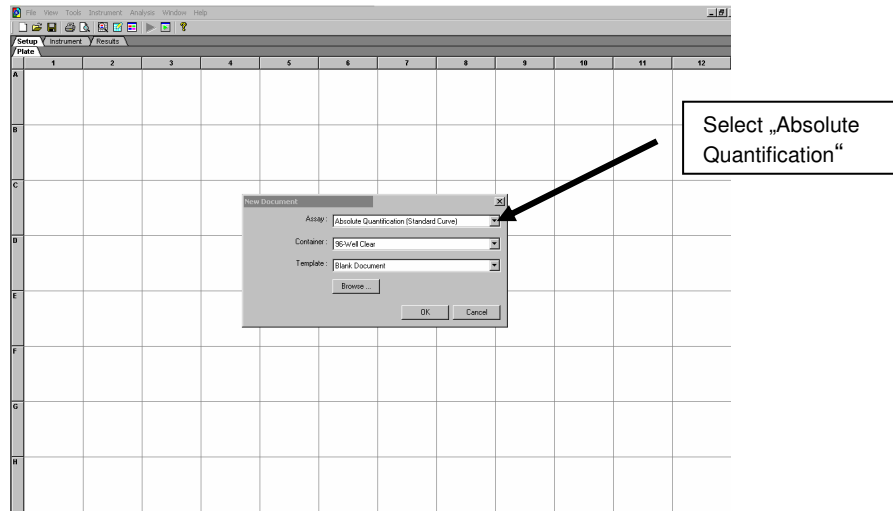 File View Tools Instrument Analysis Window Help
Setup Instrument Results
Plate
1 2 3 4 5 6 7 8 9 10 11 12
A
B
C
D
E
F
G
H
New Document
Assay : Absolute Quantification (Standard Curve)
Container : 96-Well Clear
Template : Blank Document
Browse ...
OK Cancel
Select „Absolute
Quantification“